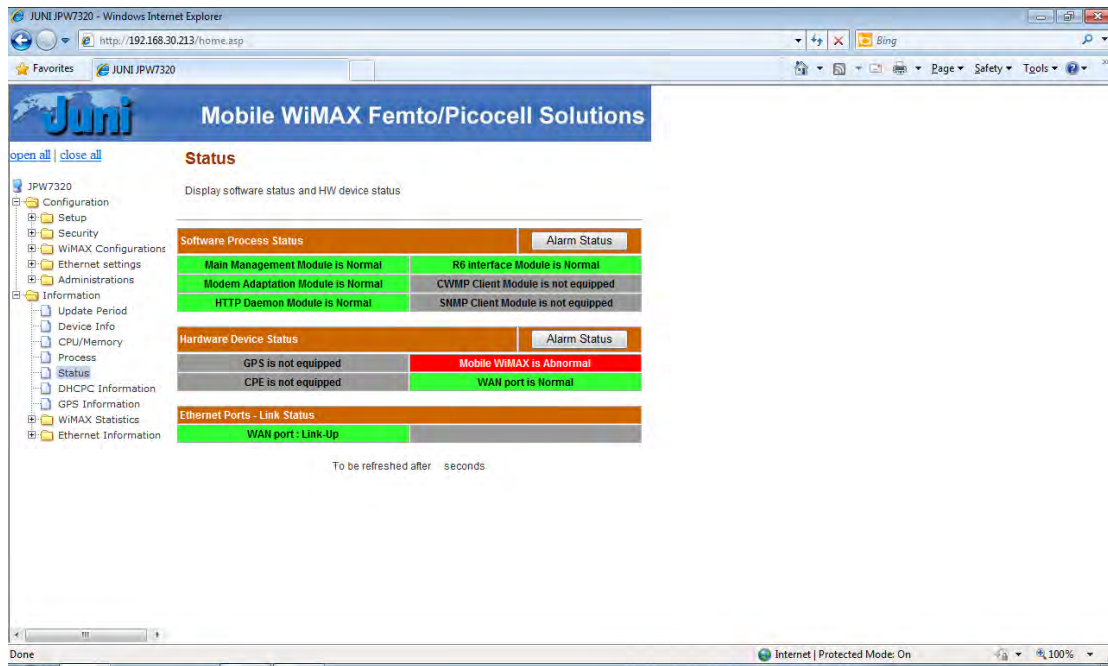 JUNI JPW7320 - Windows Internet Explorer
http://192.168.30.213/home.asp
Bing
Favorites
JUNI JPW7320
Page
Safety
Tools
Juni
Mobile WiMAX Femto/Picocell Solutions
open all | close all
JPW7320
Configuration
Setup
Security
WiMAX Configurations
Ethernet settings
Administrations
Information
Update Period
Device Info
CPU/Memory
Process
Status
DHCPC Information
GPS Information
WiMAX Statistics
Ethernet Information
Status
Display software status and HW device status
Software Process Status
Alarm Status
Main Management Module is Normal
R6 interface Module is Normal
Modem Adaptation Module is Normal
CWMP Client Module is not equipped
HTTP Daemon Module is Normal
SNMP Client Module is not equipped
Hardware Device Status
Alarm Status
GPS is not equipped
Mobile WiMAX is Abnormal
CPE is not equipped
WAN port is Normal
Ethernet Ports - Link Status
WAN port : Link-Up
To be refreshed after seconds
Done
Internet | Protected Mode: On
100%